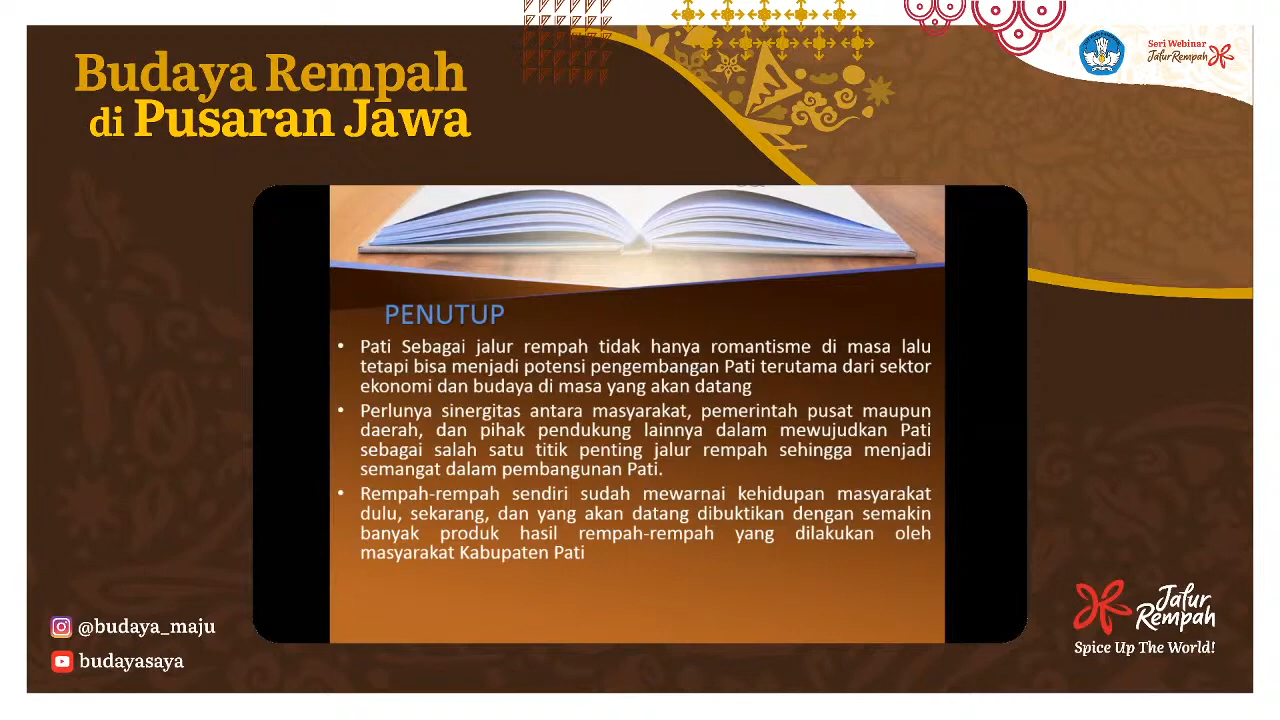 Budaya Rempah
di Pusaran Jawa
Seri Webinar
Jalur Rempah
PENUTUP
• Pati Sebagai jalur rempah tidak hanya romantisme di masa lalu
tetapi bisa menjadi potensi pengembangan Pati terutama dari sektor
ekonomi dan budaya di masa yang akan datang
• Perlunya sinergitas antara masyarakat, pemerintah pusat maupun
daerah, dan pihak pendukung lainnya dalam mewujudkan Pati
sebagai salah satu titik penting jalur rempah sehingga menjadi
semangat dalam pembangunan Pati.
• Rempah-rempah sendiri sudah mewarnai kehidupan masyarakat
dulu, sekarang, dan yang akan datang dibuktikan dengan semakin
banyak produk hasil rempah-rempah yang dilakukan oleh
masyarakat Kabupaten Pati
@budaya_maju
budayasaya
Jalur
Rempah
Spice Up The World!